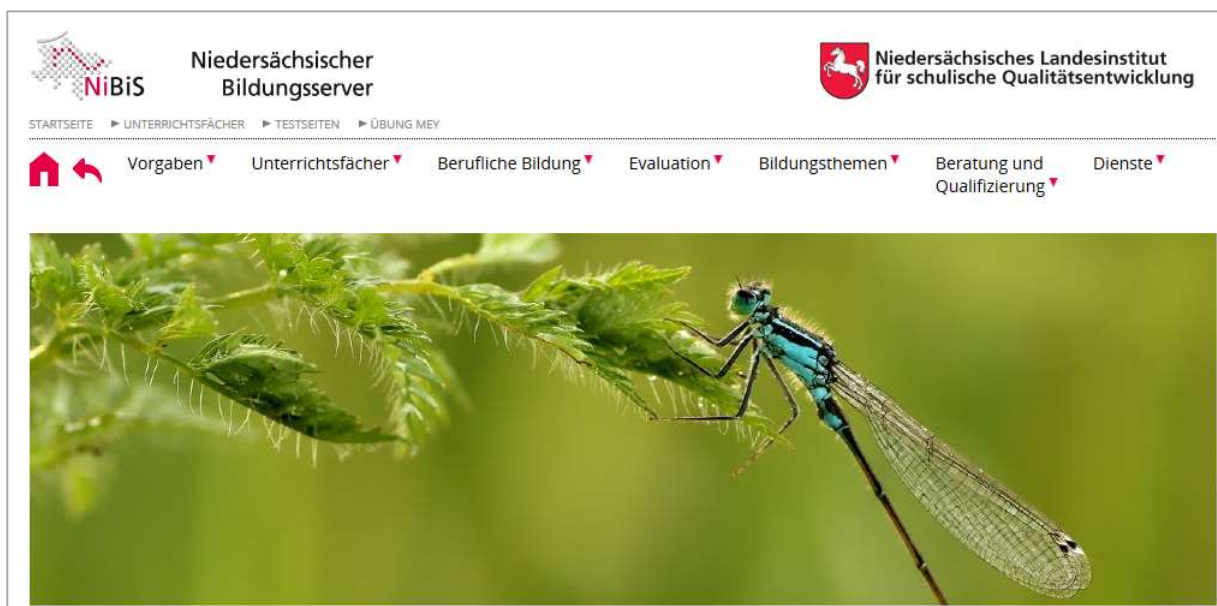 NiBiS
Niedersächsischer
Bildungsserver
Niedersächsisches Landesinstitut
für schulische Qualitätsentwicklung
STARTSEITE ► UNTERRICHTSFÄCHER ► TESTSEITEN ► ÜBUNG MEY
Vorgaben Unterrichtsfächer Berufliche Bildung Evaluation Bildungsthemen Beratung und Dienste
Qualifizierung